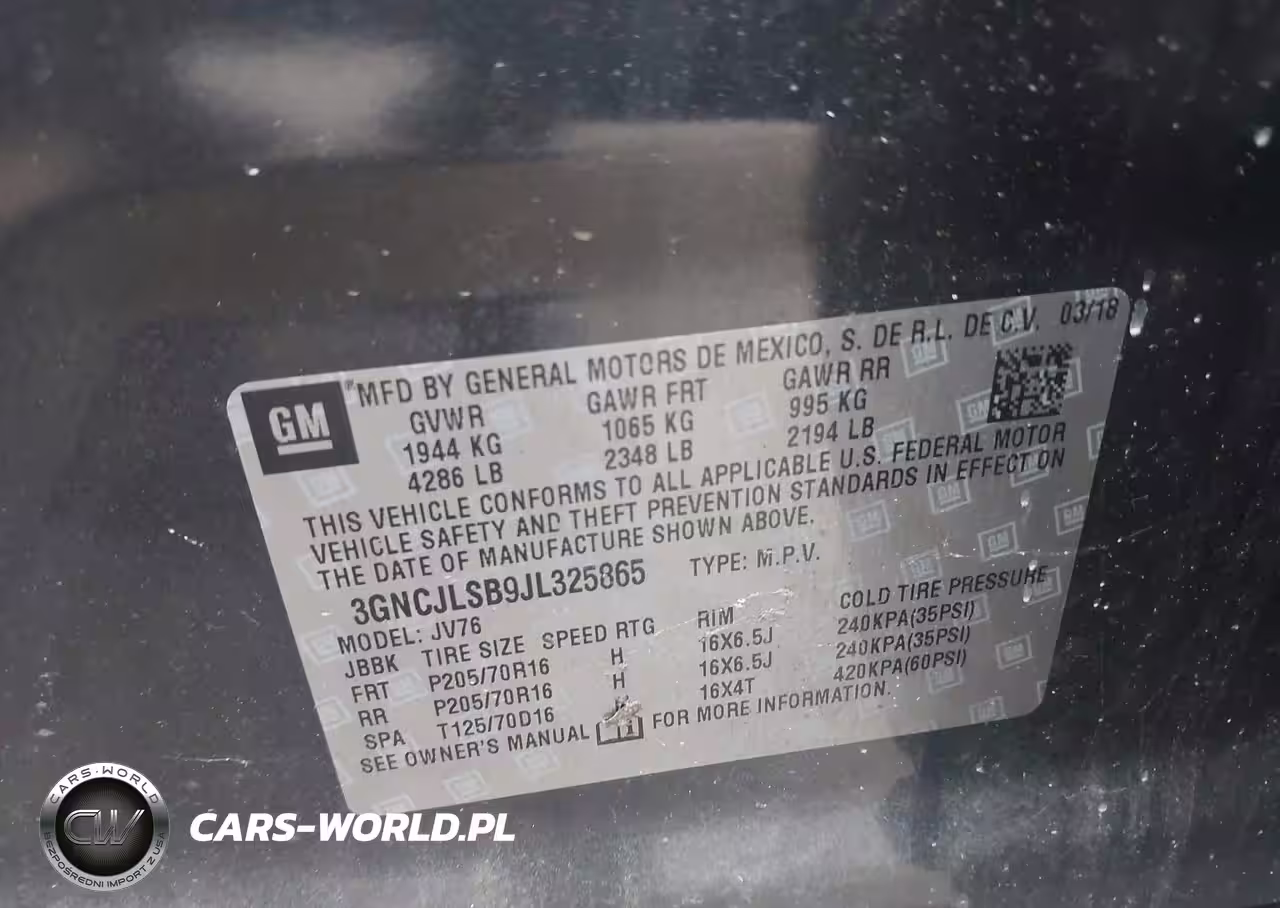 MFD BY GENERAL MOTORS DE MEXICO, S. DE R.L. DE C.V. 03/18
GM
GVWR GAWR FRT GAWR RR
1944 KG 1065 KG 995 KG
4286 LB 2348 LB 2194 LB
THIS VEHICLE CONFORMS TO ALL APPLICABLE U.S. FEDERAL MOTOR
VEHICLE SAFETY AND THEFT PREVENTION STANDARDS IN EFFECT ON
THE DATE OF MANUFACTURE SHOWN ABOVE.
3GNCJLSB9JL325865 TYPE: M.P.V.
MODEL: JV76
JBBK TIRE SIZE SPEED RTG RIM COLD TIRE PRESSURE
FRT P205/70R16 H 16X6.5J 240KPA(35PSI)
RR P205/70R16 H 16X6.5J 240KPA(35PSI)
SPA T125/70D16 16X4T 420KPA(60PSI)
SEE OWNER'S MANUAL FOR MORE INFORMATION.
CARS-WORLD
CW
BEZPOŚREDNI IMPORT Z USA
CARS-WORLD.PL